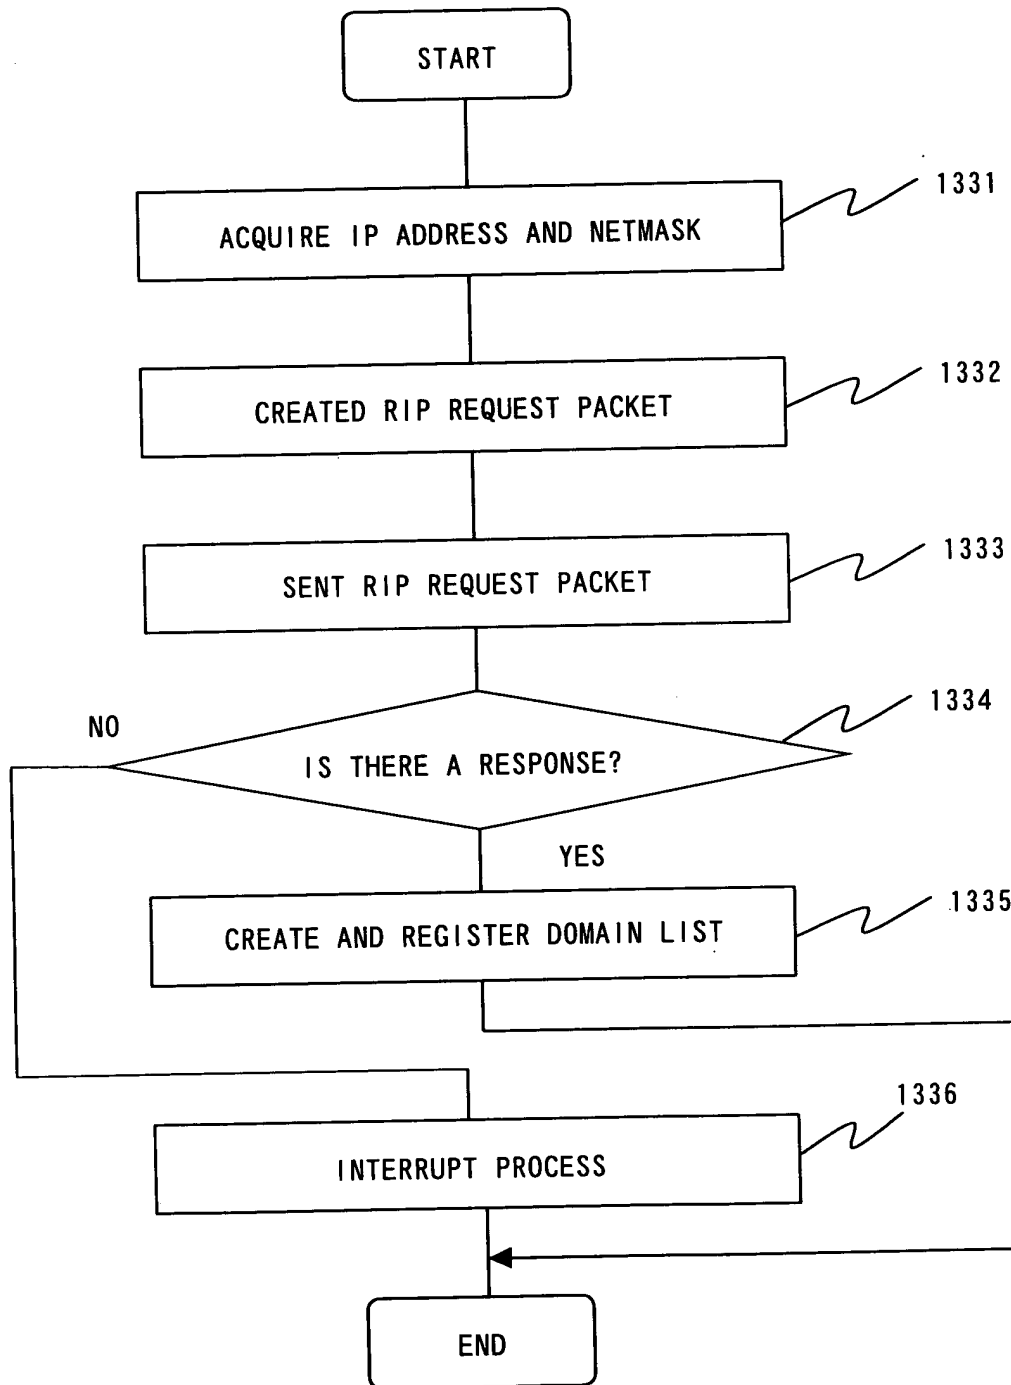 START
1331
ACQUIRE IP ADDRESS AND NETMASK
1332
CREATED RIP REQUEST PACKET
1333
SENT RIP REQUEST PACKET
1334
NO
IS THERE A RESPONSE?
YES
1335
CREATE AND REGISTER DOMAIN LIST
1336
INTERRUPT PROCESS
END